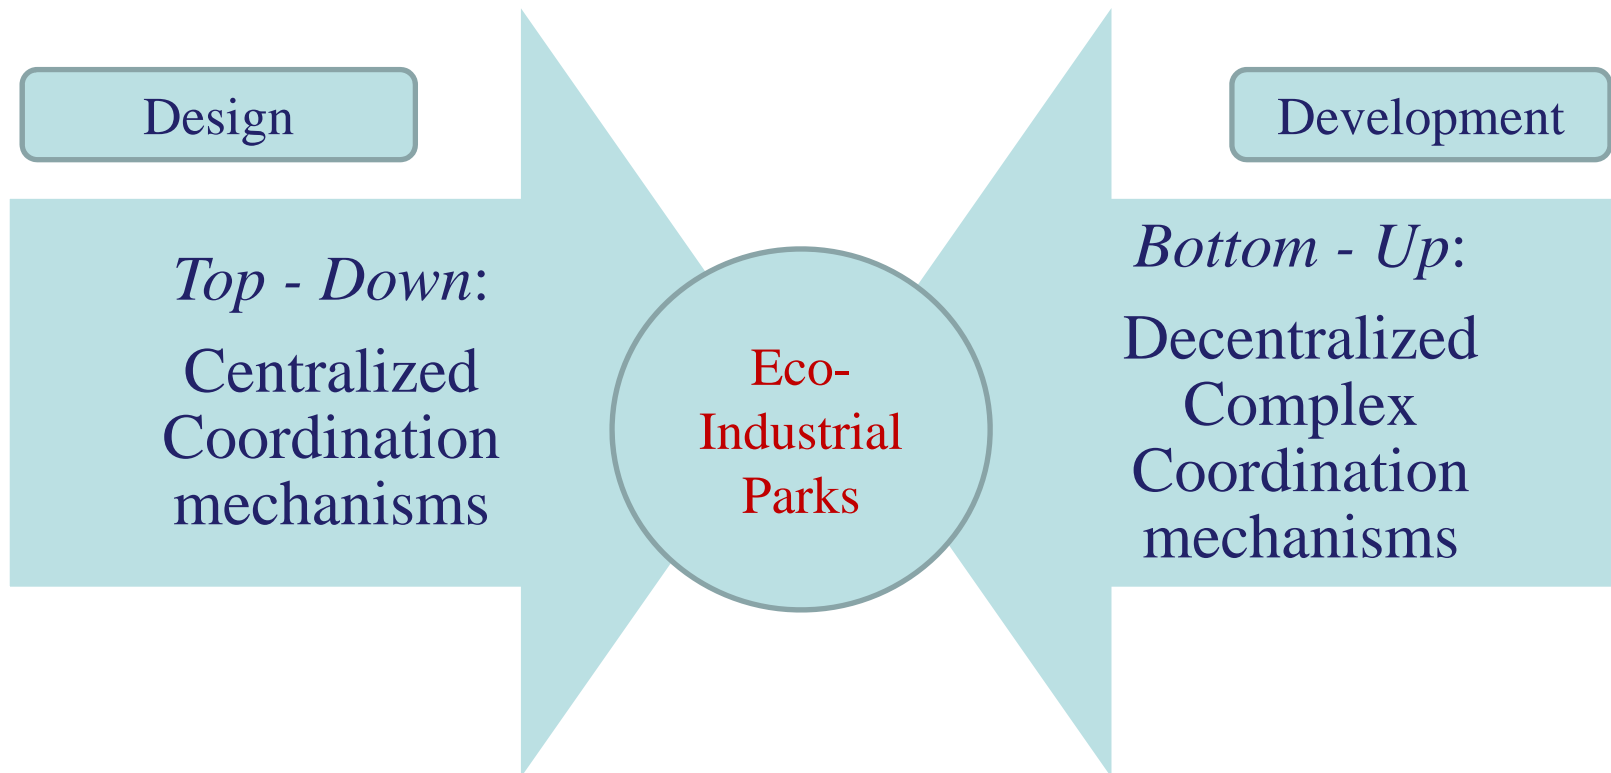 Design
Top - Down:
Centralized
Coordination
mechanisms
Eco-
Industrial
Parks
Development
Bottom - Up:
Decentralized
Complex
Coordination
mechanisms